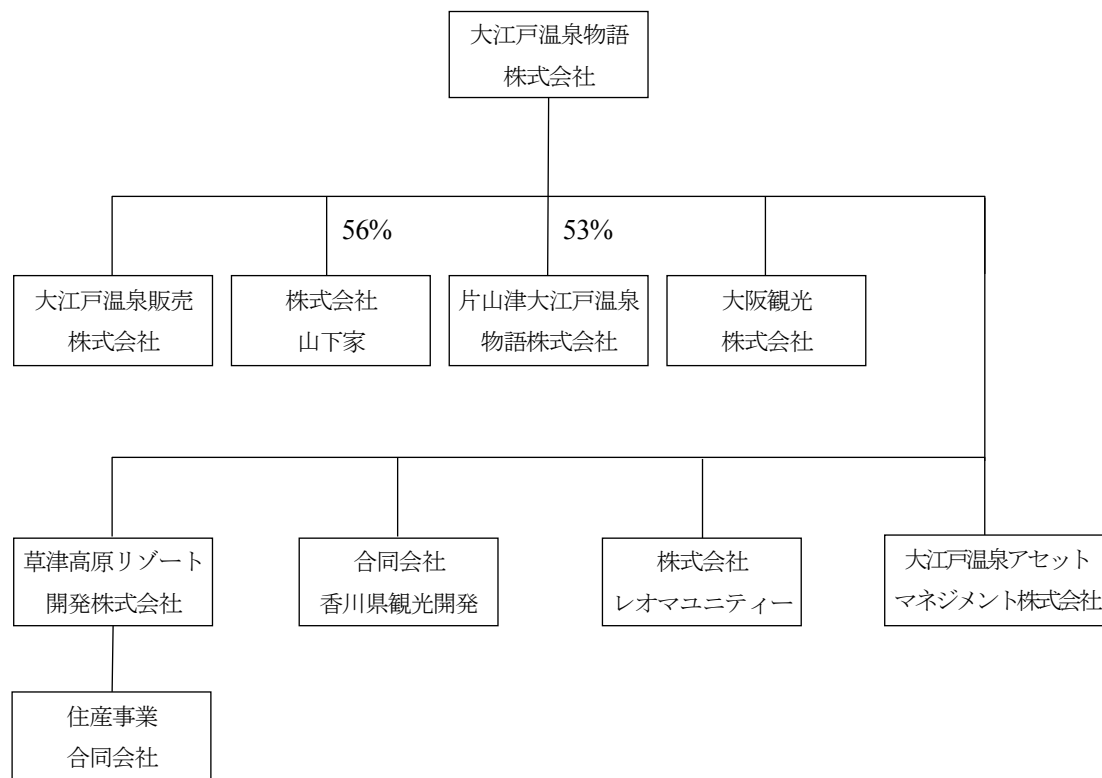 大江戸温泉物語
株式会社
56%
53%
大江戸温泉販売
株式会社
株式会社
山下家
片山津大江戸温泉
物語株式会社
大阪観光
株式会社
草津高原リゾート
開発株式会社
合同会社
香川県観光開発
株式会社
レオマユニティー
大江戸温泉アセット
マネジメント株式会社
住産事業
合同会社